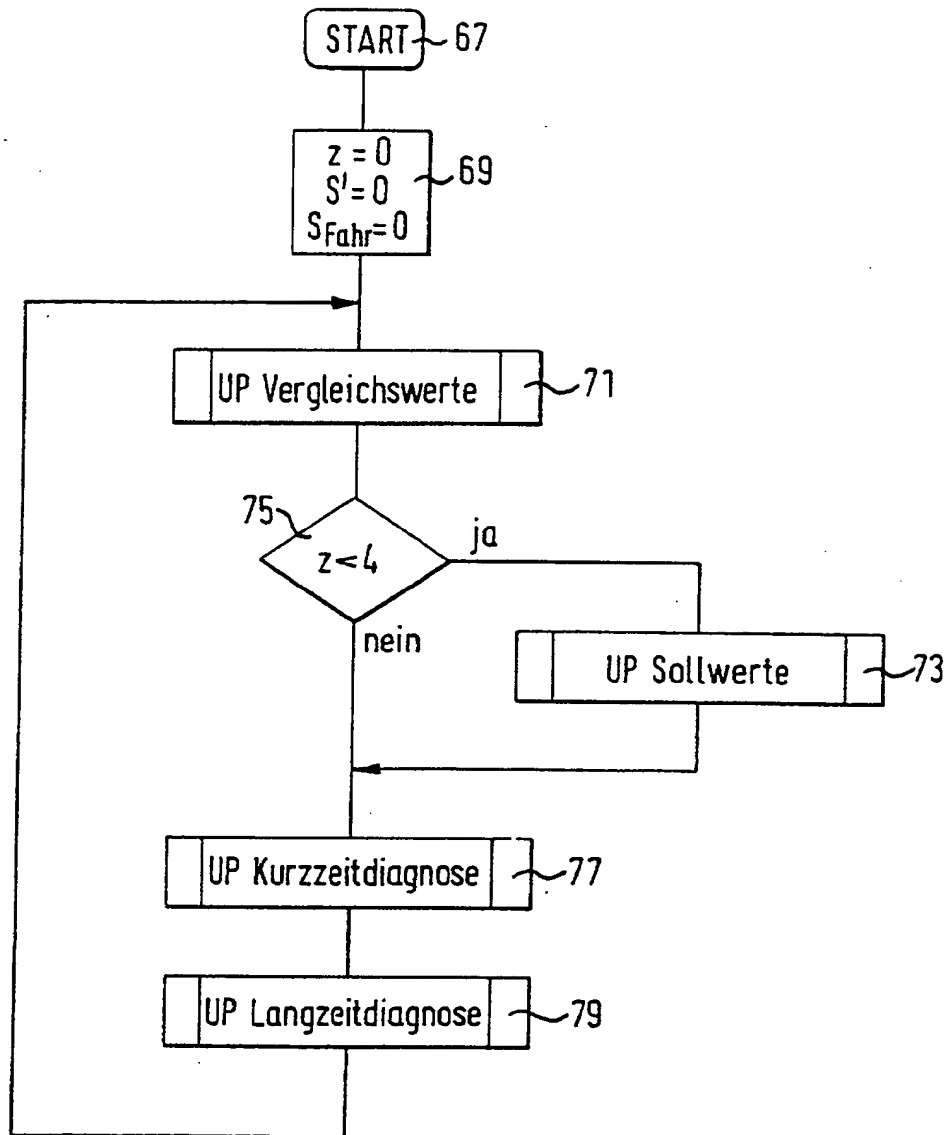 START 67
z = 0
S' = 0 69
SFahr = 0
UP Vergleichswerte 71
75
z < 4
ja
nein
UP Sollwerte 73
UP Kurzzeitdiagnose 77
UP Langzeitdiagnose 79